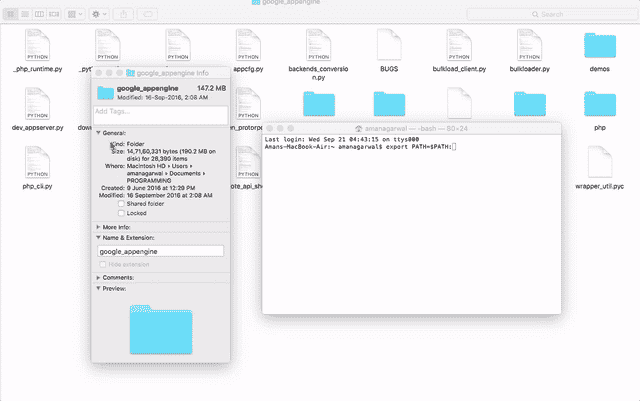 google_appengine
Search
PYTHON
PYTHON
PYTHON
PYTHON
PYTHON
PYTHON
_php_runtime.py
appcfg.py
backends_conversion.py
BUGS
bulkload_client.py
bulkloader.py
demos
google_appengine Info
google_appengine
147.2 MB
Modified: 16-Sep-2016, 2:08 AM
Add Tags...
General:
Kind: Folder
Size: 14,71,60,331 bytes (190.2 MB on
disk) for 28,390 items
Where: Macintosh HD ▸ Users ▸
amanagarwal ▸ Documents ▸
PROGRAMMING
Created: 9 June 2016 at 12:29 PM
Modified: 16 September 2016 at 2:08 AM
Shared folder
Locked
More Info:
Name & Extension:
google_appengine
Hide extension
Comments:
Preview:
PYTHON
dev_appserver.py
php
PYTHON
php_cli.py
wrapper_util.pyc
amanagarwal — -bash — 80×24
Last login: Wed Sep 21 04:43:15 on ttys000
Amans-MacBook-Air:~ amanagarwal$ export PATH=$PATH: